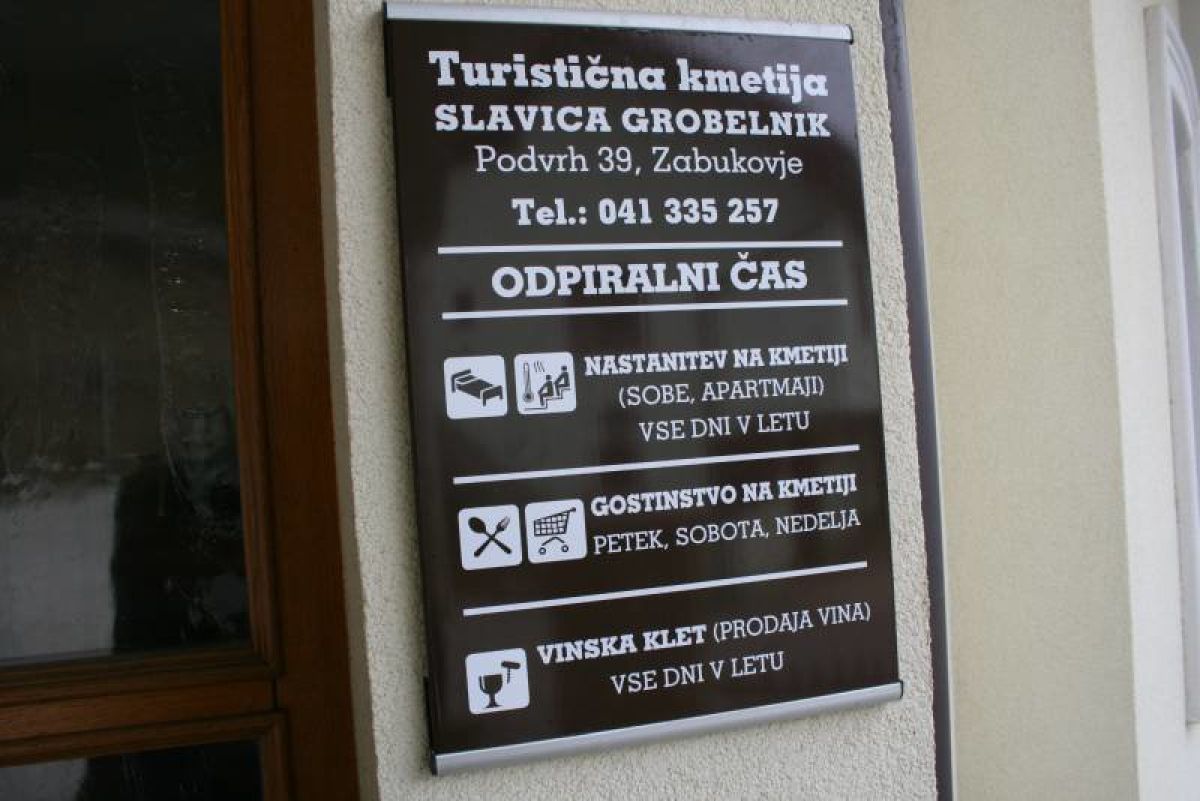 Turistična kmetija
SLAVICA GROBELNIK
Podvrh 39, Zabukovje
Tel.: 041 335 257
ODPIRALNI ČAS
NASTANITEV NA KMETIJI
(SOBE, APARTMAJI)
VSE DNI V LETU
GOSTINSTVO NA KMETIJI
PETEK, SOBOTA, NEDELJA
VINSKA KLET (PRODAJA VINA)
VSE DNI V LETU